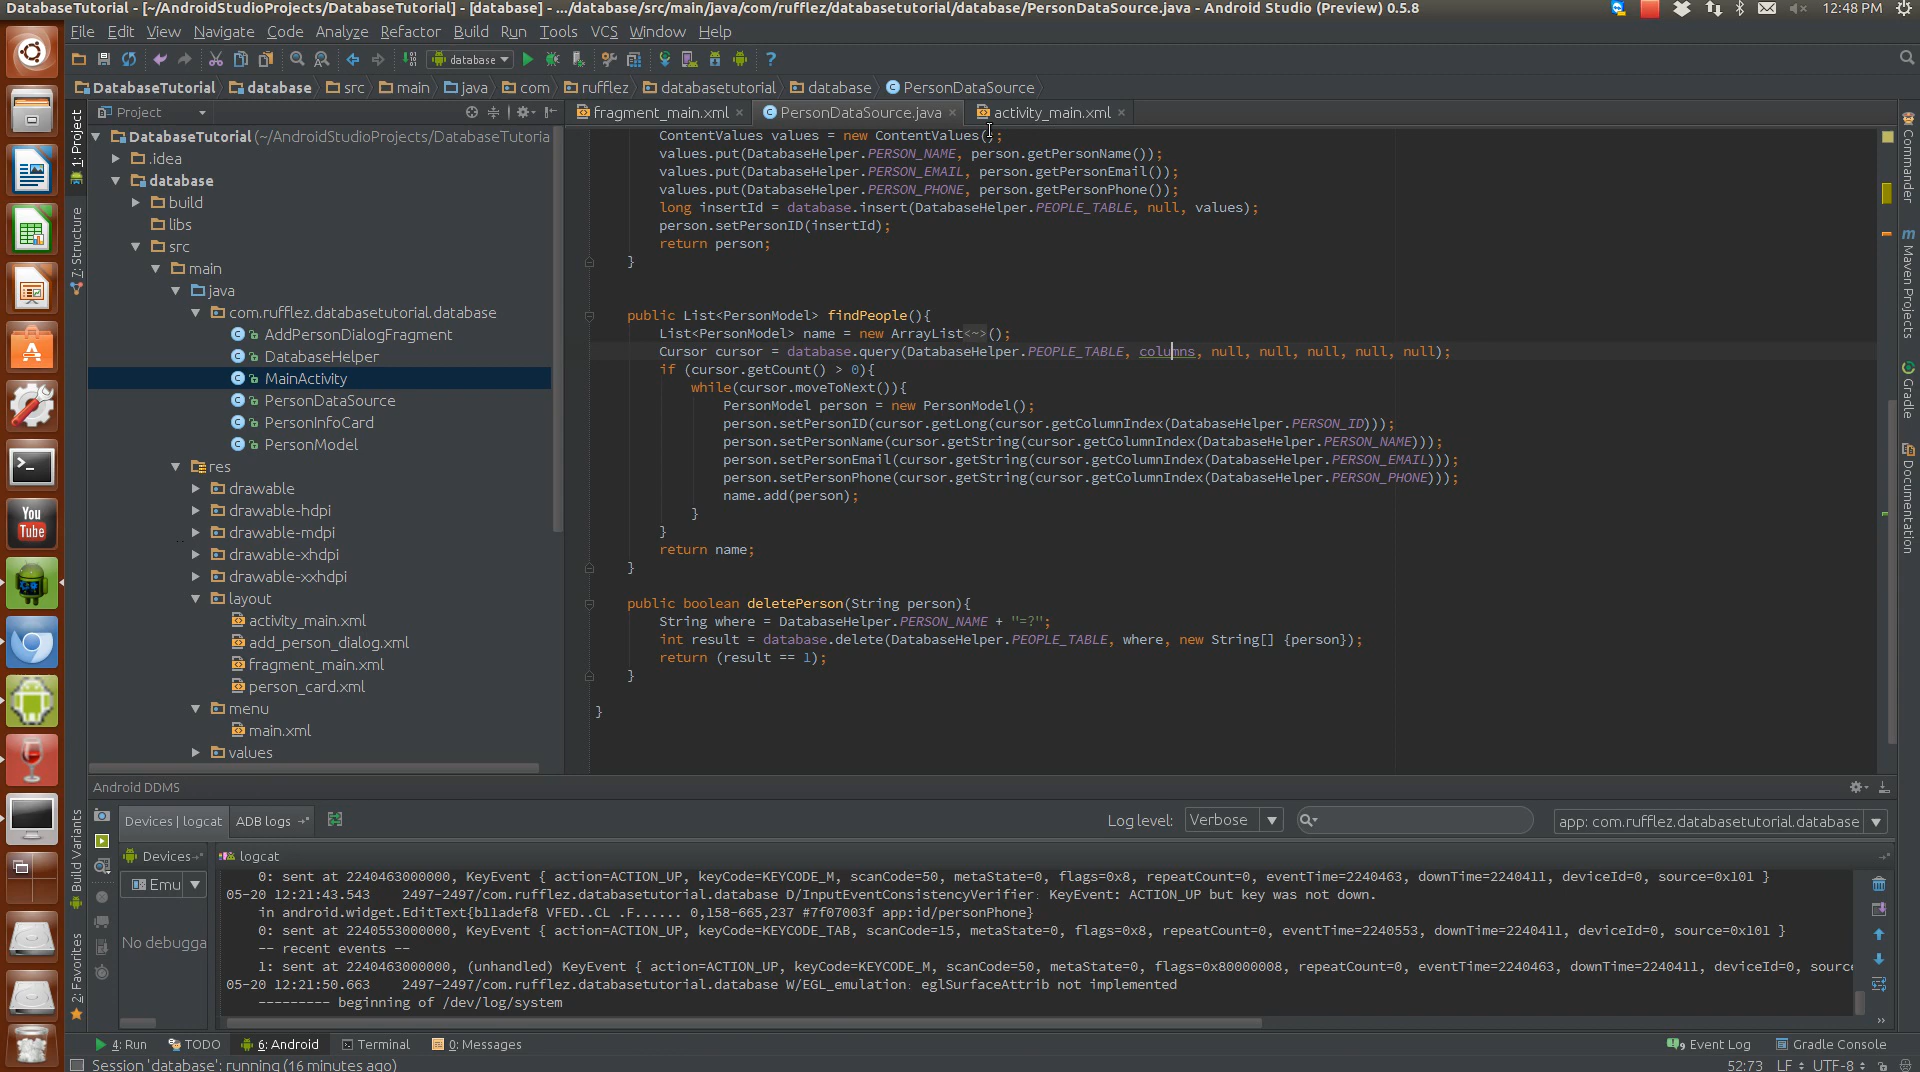 DatabaseTutorial - [~/AndroidStudioProjects/DatabaseTutorial] - [database] - .../database/src/main/java/com/rufflez/databasetutorial/database/PersonDataSource.java - Android Studio (Preview) 0.5.8
12:48 PM
File Edit View Navigate Code Analyze Refactor Build Run Tools VCS Window Help
database
DatabaseTutorial database src main java com rufflez databasetutorial database PersonDataSource
Project
fragment_main.xml PersonDataSource.java activity_main.xml
1: Project
7: Structure
Build Variants
2: Favorites
DatabaseTutorial (~/AndroidStudioProjects/DatabaseTutoria
.idea
database
build
libs
src
main
java
com.rufflez.databasetutorial.database
AddPersonDialogFragment
DatabaseHelper
MainActivity
PersonDataSource
PersonInfoCard
PersonModel
res
drawable
drawable-hdpi
drawable-mdpi
drawable-xhdpi
drawable-xxhdpi
layout
activity_main.xml
add_person_dialog.xml
fragment_main.xml
person_card.xml
menu
main.xml
values
ContentValues values = new ContentValues();
values.put(DatabaseHelper.PERSON_NAME, person.getPersonName());
values.put(DatabaseHelper.PERSON_EMAIL, person.getPersonEmail());
values.put(DatabaseHelper.PERSON_PHONE, person.getPersonPhone());
long insertId = database.insert(DatabaseHelper.PEOPLE_TABLE, null, values);
person.setPersonID(insertId);
return person;
}
public List<PersonModel> findPeople(){
List<PersonModel> name = new ArrayList<~>();
Cursor cursor = database.query(DatabaseHelper.PEOPLE_TABLE, columns, null, null, null, null, null);
if (cursor.getCount() > 0){
while(cursor.moveToNext()){
PersonModel person = new PersonModel();
person.setPersonID(cursor.getLong(cursor.getColumnIndex(DatabaseHelper.PERSON_ID)));
person.setPersonName(cursor.getString(cursor.getColumnIndex(DatabaseHelper.PERSON_NAME)));
person.setPersonEmail(cursor.getString(cursor.getColumnIndex(DatabaseHelper.PERSON_EMAIL)));
person.setPersonPhone(cursor.getString(cursor.getColumnIndex(DatabaseHelper.PERSON_PHONE)));
name.add(person);
}
}
return name;
}
public boolean deletePerson(String person){
String where = DatabaseHelper.PERSON_NAME + "=?";
int result = database.delete(DatabaseHelper.PEOPLE_TABLE, where, new String[] {person});
return (result == 1);
}
}
Commander
m Maven Projects
Gradle
Documentation
You
Tube
Android DDMS
Devices | logcat ADB logs
Log level: Verbose
app: com.rufflez.databasetutorial.database
Devices
logcat
Emu
No debugga
0: sent at 2240463000000, KeyEvent { action=ACTION_UP, keyCode=KEYCODE_M, scanCode=50, metaState=0, flags=0x8, repeatCount=0, eventTime=2240463, downTime=2240411, deviceId=0, source=0x101 }
05-20 12:21:43.543 2497-2497/com.rufflez.databasetutorial.database D/InputEventConsistencyVerifier: KeyEvent: ACTION_UP but key was not down.
in android.widget.EditText{b11adef8 VFED..CL .F...... 0,158-665,237 #7f07003f app:id/personPhone}
0: sent at 2240553000000, KeyEvent { action=ACTION_UP, keyCode=KEYCODE_TAB, scanCode=15, metaState=0, flags=0x8, repeatCount=0, eventTime=2240553, downTime=2240411, deviceId=0, source=0x101 }
-- recent events --
1: sent at 2240463000000, (unhandled) KeyEvent { action=ACTION_UP, keyCode=KEYCODE_M, scanCode=50, metaState=0, flags=0x80000008, repeatCount=0, eventTime=2240463, downTime=2240411, deviceId=0, sourc
05-20 12:21:50.663 2497-2497/com.rufflez.databasetutorial.database W/EGL_emulation: eglSurfaceAttrib not implemented
--------- beginning of /dev/log/system
4: Run TODO 6: Android Terminal 0: Messages
Event Log Gradle Console
Session 'database': running (16 minutes ago)
52:73 LF UTF-8